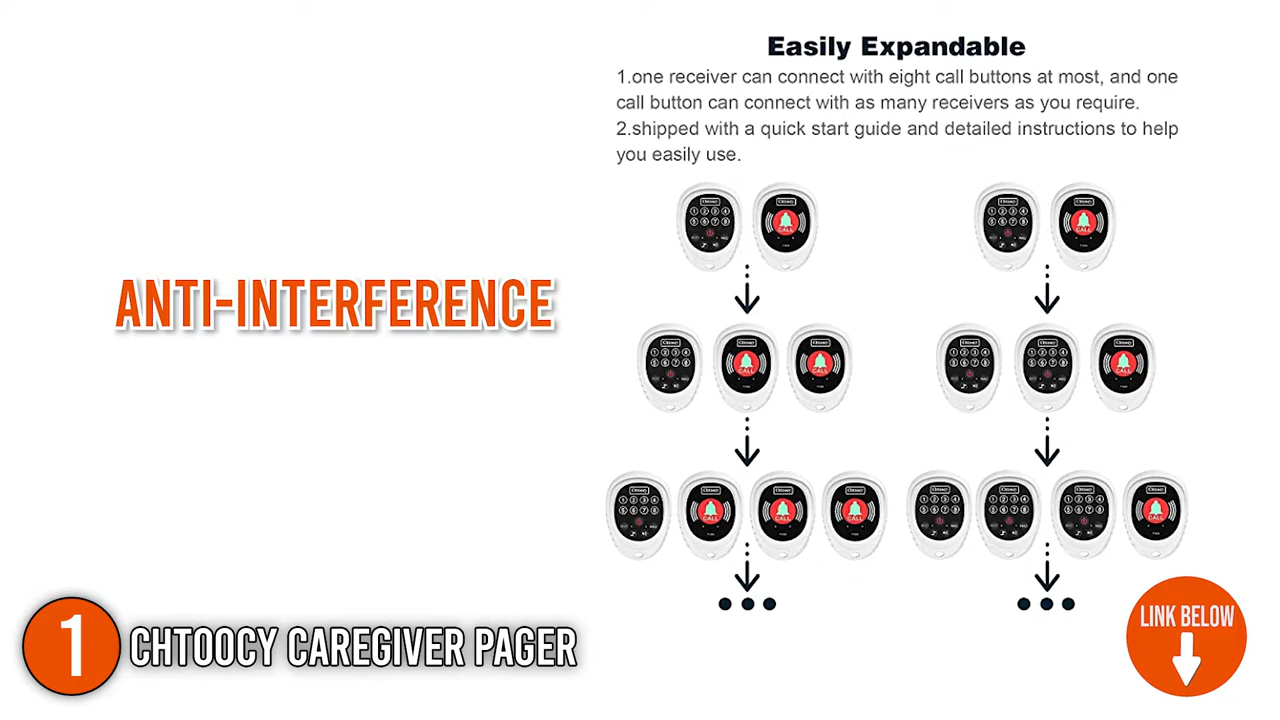 Easily Expandable
1.one receiver can connect with eight call buttons at most, and one
call button can connect with as many receivers as you require.
2.shipped with a quick start guide and detailed instructions to help
you easily use.
ANTI-INTERFERENCE
1 CHTOOCY CAREGIVER PAGER
LINK BELOW